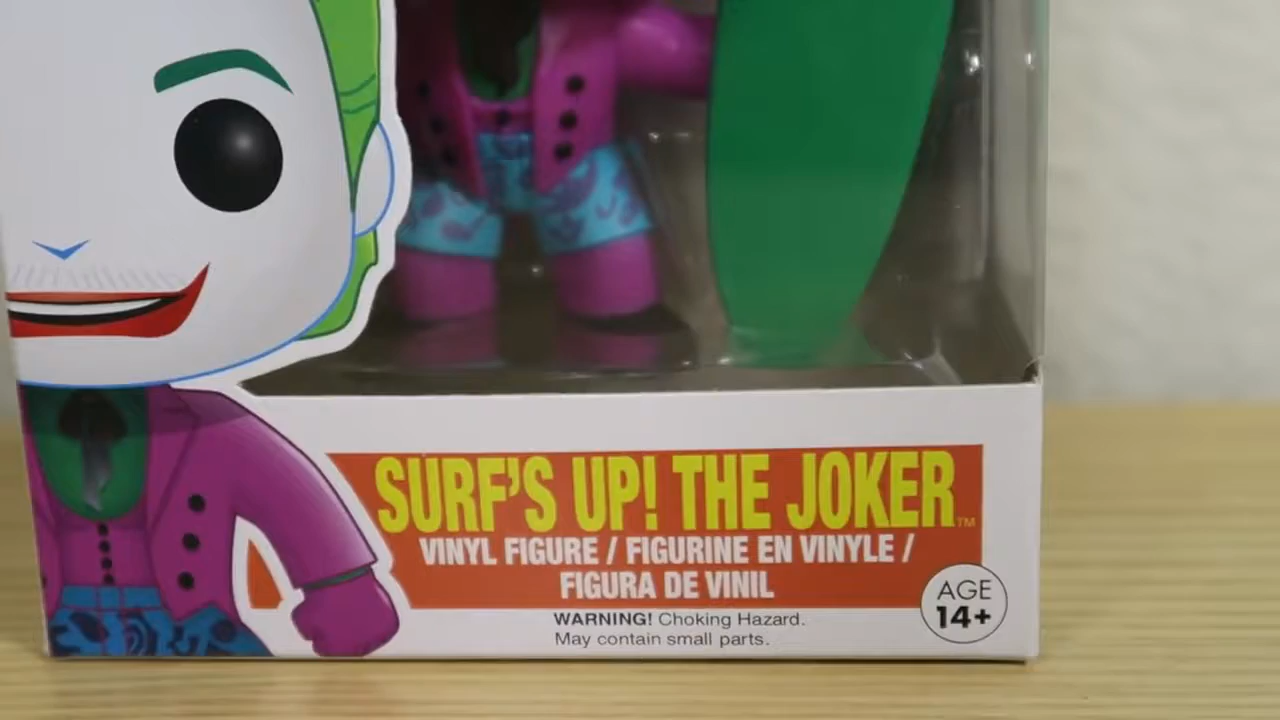 SURF'S UP! THE JOKER™
VINYL FIGURE / FIGURINE EN VINYLE /
FIGURA DE VINIL
WARNING! Choking Hazard.
May contain small parts.
AGE
14+